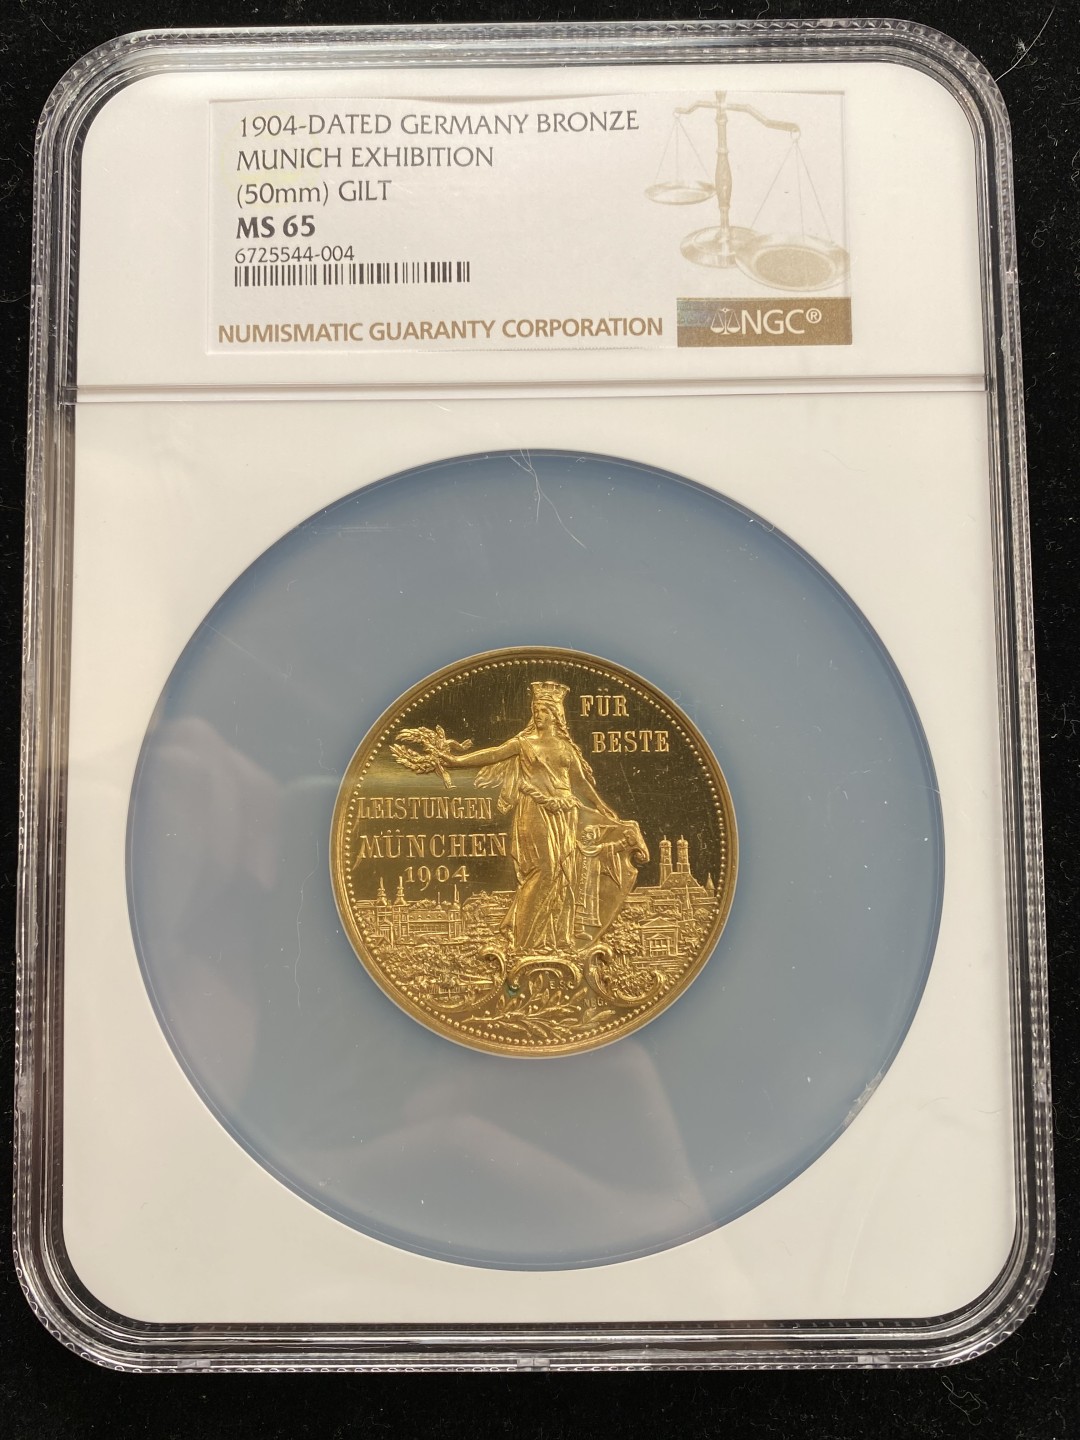 1904-DATED GERMANY BRONZE
MUNICH EXHIBITION
(50mm) GILT
MS 65
6725544-004
NUMISMATIC GUARANTY CORPORATION
NGC®
FÜR
BESTE
LEISTUNGEN
MÜNCHEN
1904